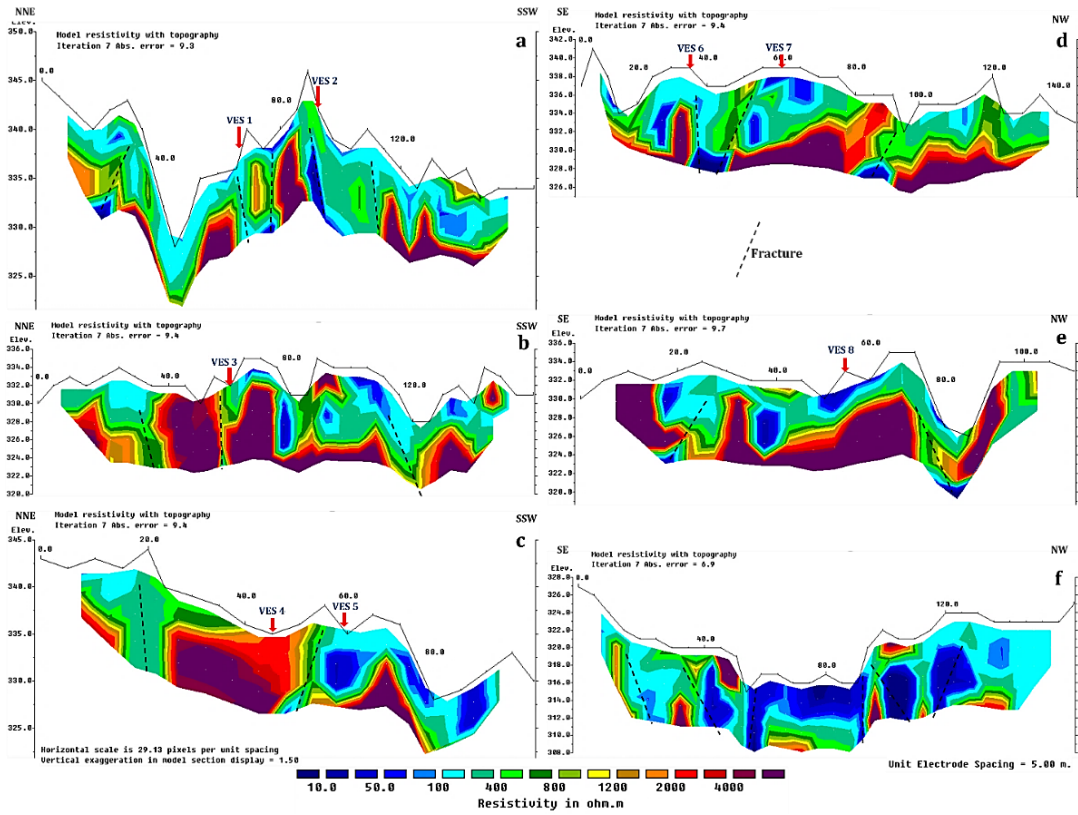 NNE SSW
Elev. Model resistivity with topography
Iteration 7 Abs. error = 9.3
a
350.0
345.0
340.0
335.0
330.0
325.0
0.0 40.0 80.0 120.0
VES 1 VES 2
SE NW
Model resistivity with topography
Elev. Iteration 7 Abs. error = 9.4
d
342.0
340.0
336.0
332.0
330.0
328.0
326.0
0.0 20.0 40.0 60.0 80.0 100.0 120.0 140.0
VES 6 VES 7
Fracture
NNE SSW
Model resistivity with topography
Elev. Iteration 7 Abs. error = 9.4
b
336.0
334.0
332.0
330.0
326.0
324.0
322.0
320.0
0.0 40.0 80.0 120.0
VES 3
SE NW
Model resistivity with topography
Elev. Iteration 7 Abs. error = 9.7
e
336.0
334.0
332.0
328.0
326.0
324.0
322.0
320.0
0.0 20.0 40.0 60.0 80.0 100.0
VES 8
NNE SSW
Model resistivity with topography
Elev. Iteration 7 Abs. error = 9.4
c
345.0
340.0
335.0
330.0
325.0
0.0 20.0 40.0 60.0 80.0
VES 4 VES 5
Horizontal scale is 29.13 pixels per unit spacing
Vertical exaggeration in model section display = 1.50
SE NW
Model resistivity with topography
Elev. Iteration 7 Abs. error = 6.9
f
328.0
324.0
322.0
320.0
316.0
314.0
312.0
308.0
0.0 40.0 80.0 120.0
Unit Electrode Spacing = 5.00 m.
10.0 50.0 100 400 800 1200 2000 4000
Resistivity in ohm.m